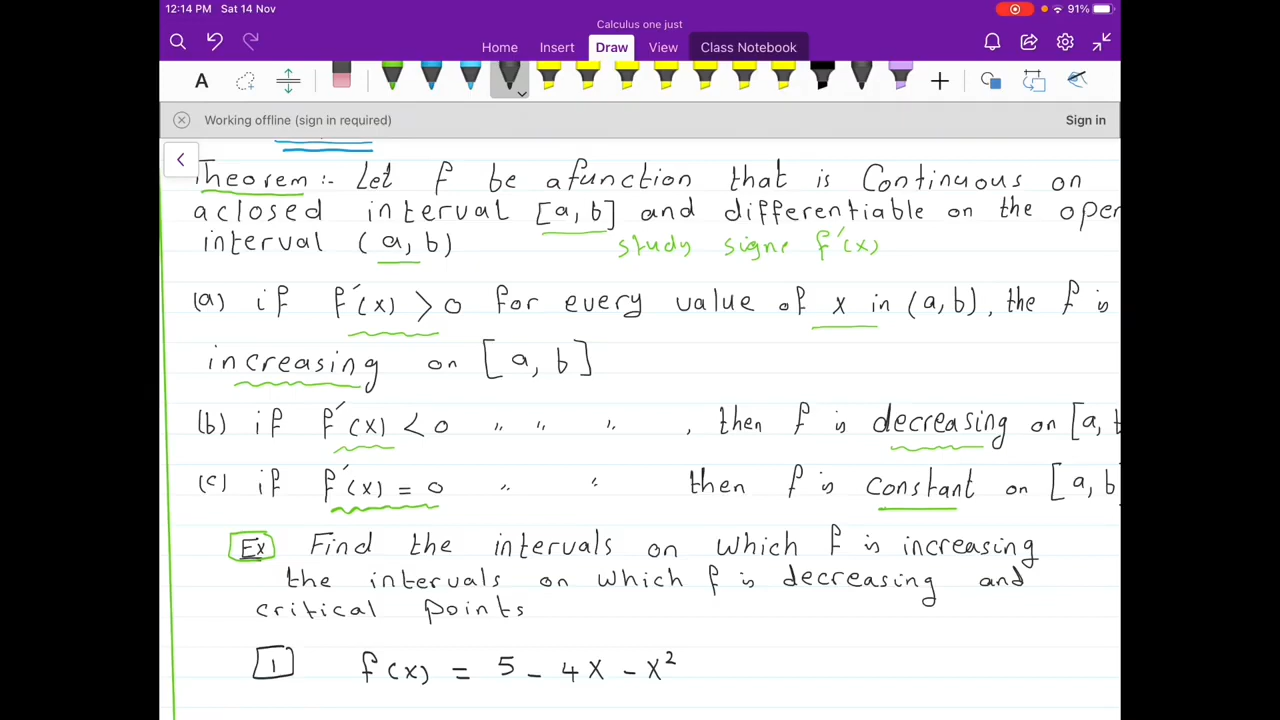 12:14 PM Sat 14 Nov
91%
Calculus one just
Home Insert Draw View Class Notebook
A
Working offline (sign in required) Sign in
Theorem :- Let f be a function that is Continuous on
a closed interval [a, b] and differentiable on the oper
interval (a, b) study signe f'(x)
(a) if f'(x) > 0 for every value of x in (a, b), the f is
increasing on [a, b]
(b) if f'(x) < 0 " " " , then f is decreasing on [a,
(c) if f'(x) = 0 " " then f is constant on [a, b
Ex Find the intervals on which f is increasing
the intervals on which f is decreasing and
critical points
1 f(x) = 5 - 4x - x²